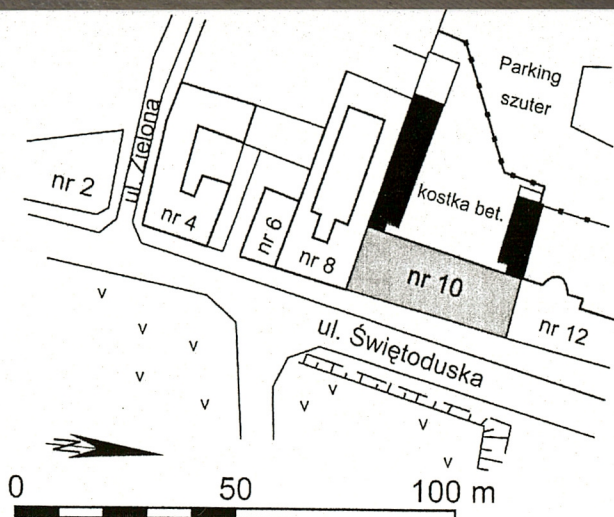 Parking
szuter
ul. Zielona
nr 2
nr 4
nr 6
nr 8
kostka bet.
nr 10
nr 12
ul. Świętoduska
N
0 50 100 m